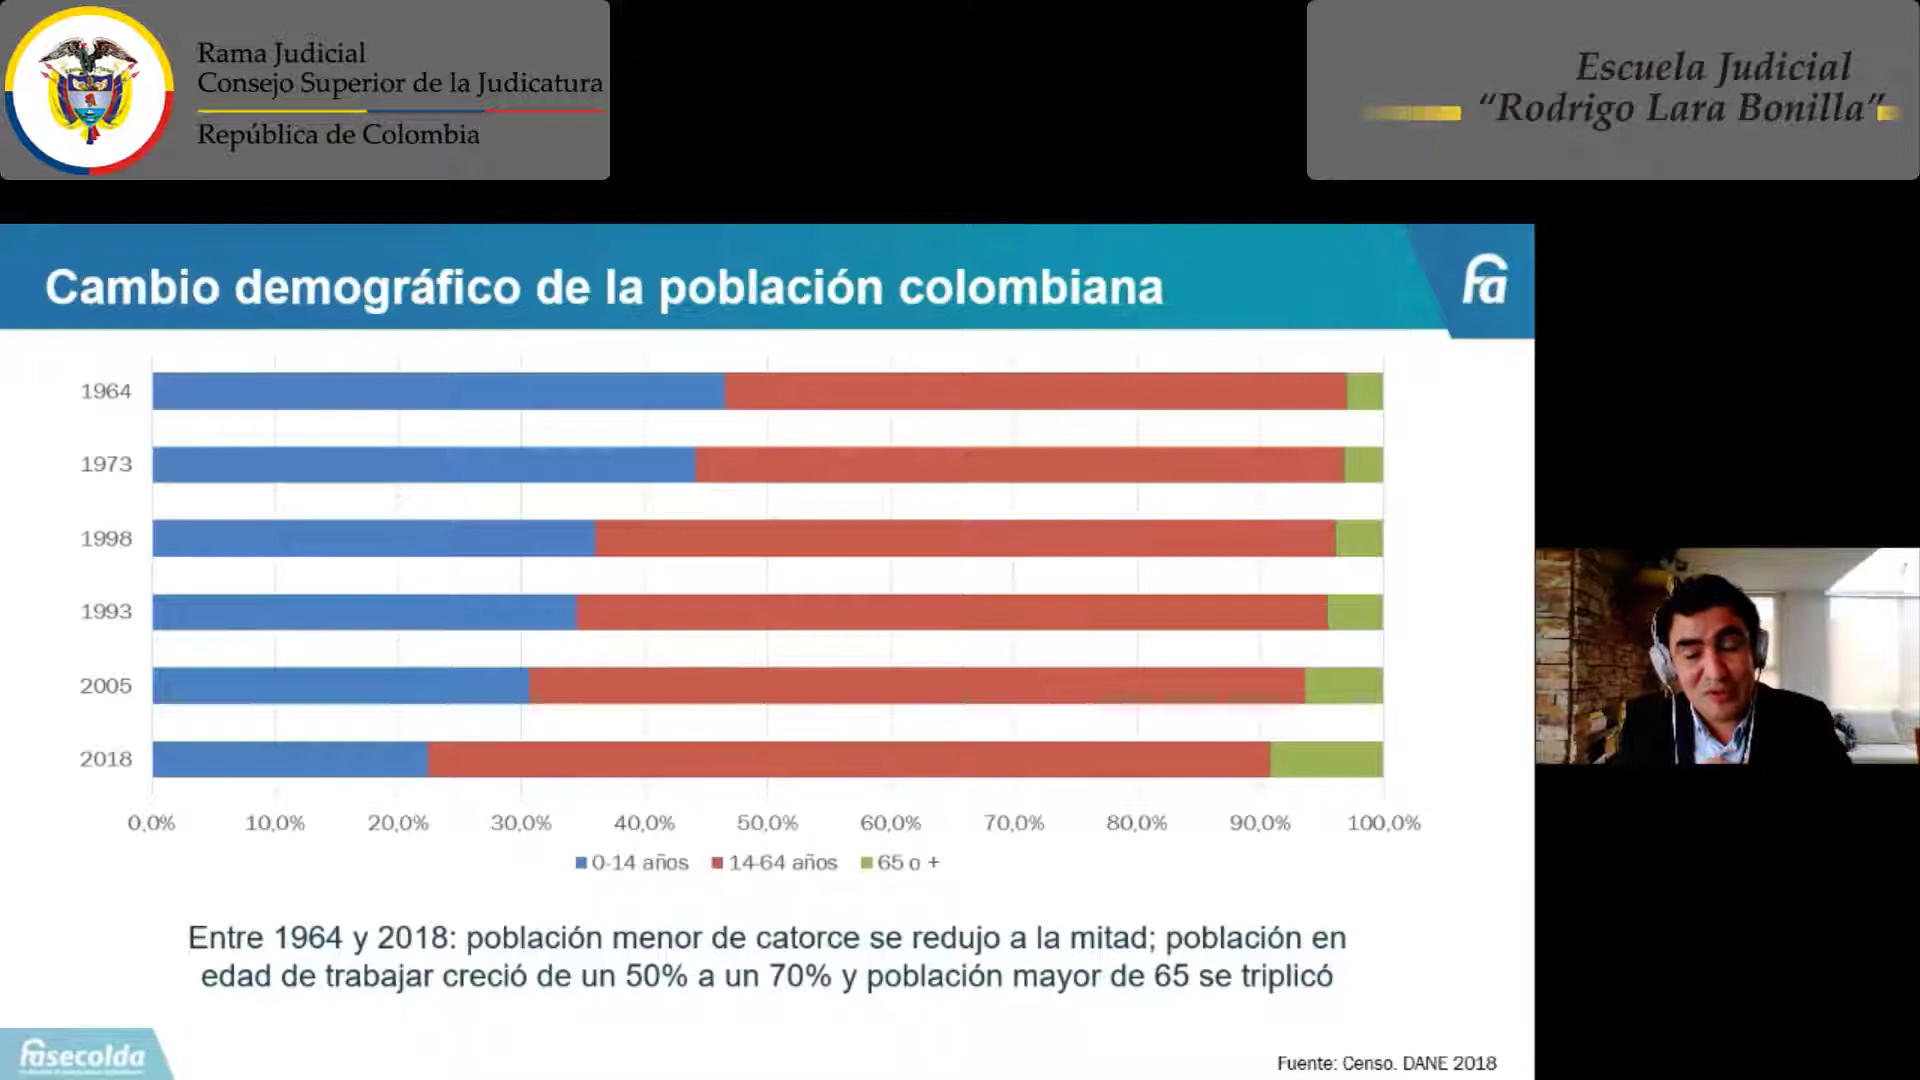 Rama Judicial
Consejo Superior de la Judicatura
República de Colombia
Escuela Judicial
“Rodrigo Lara Bonilla”
Cambio demográfico de la población colombiana
fa
1964
1973
1998
1993
2005
2018
0,0% 10,0% 20,0% 30,0% 40,0% 50,0% 60,0% 70,0% 80,0% 90,0% 100,0%
0-14 años 14-64 años 65 o +
Entre 1964 y 2018: población menor de catorce se redujo a la mitad; población en
edad de trabajar creció de un 50% a un 70% y población mayor de 65 se triplicó
fasecolda
Fuente: Censo. DANE 2018